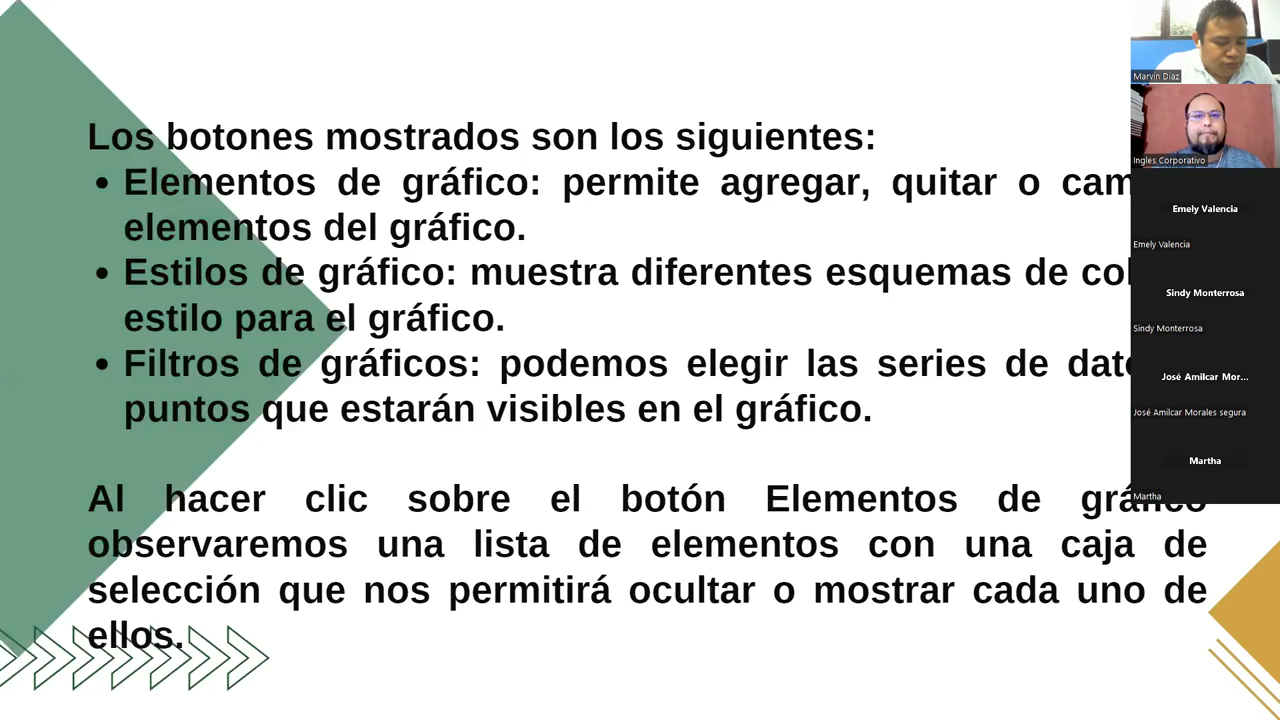 Los botones mostrados son los siguientes:
• Elementos de gráfico: permite agregar, quitar o
elementos del gráfico.
• Estilos de gráfico: muestra diferentes esquemas de
estilo para el gráfico.
• Filtros de gráficos: podemos elegir las series de
puntos que estarán visibles en el gráfico.
Al hacer clic sobre el botón Elementos de gráfico
observaremos una lista de elementos con una caja de
selección que nos permitirá ocultar o mostrar cada uno de
ellos.
Marvin Diaz
Ingles Corporativo
Emely Valencia
Emely Valencia
Sindy Monterrosa
Sindy Monterrosa
José Amilcar Mor...
José Amilcar Morales segura
Martha
Martha